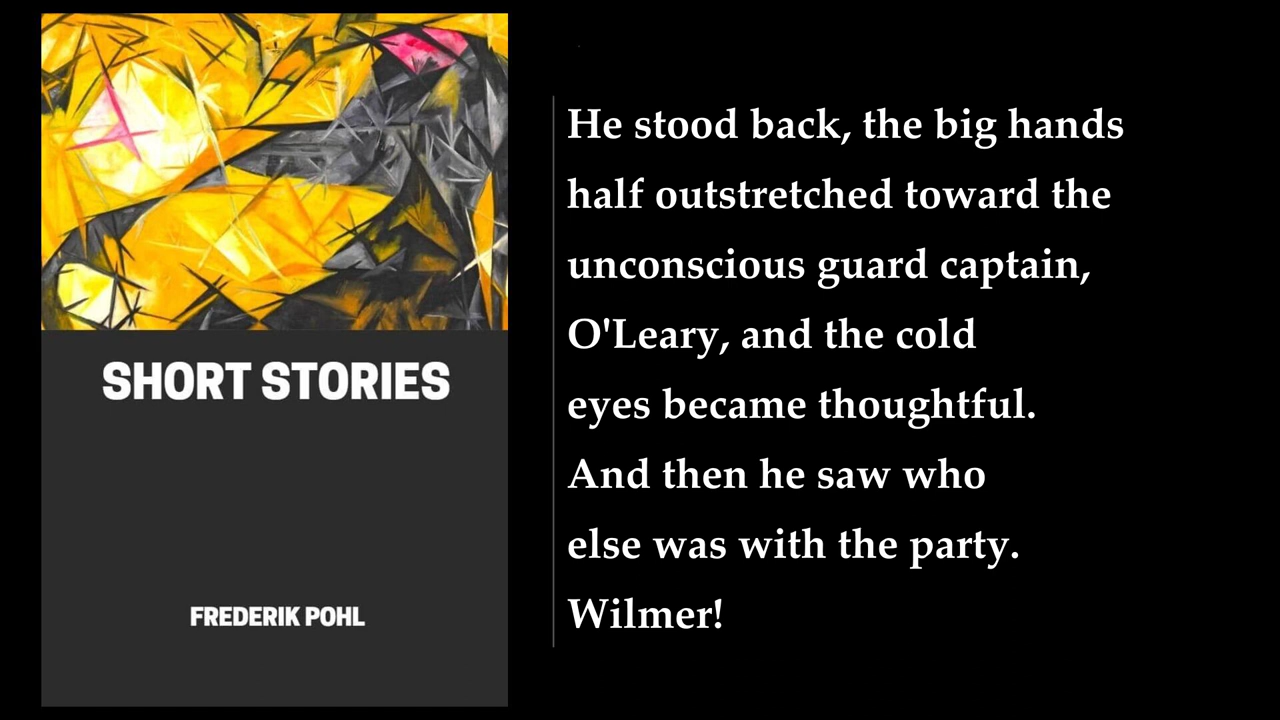 SHORT STORIES
FREDERIK POHL
He stood back, the big hands
half outstretched toward the
unconscious guard captain,
O'Leary, and the cold
eyes became thoughtful.
And then he saw who
else was with the party.
Wilmer!